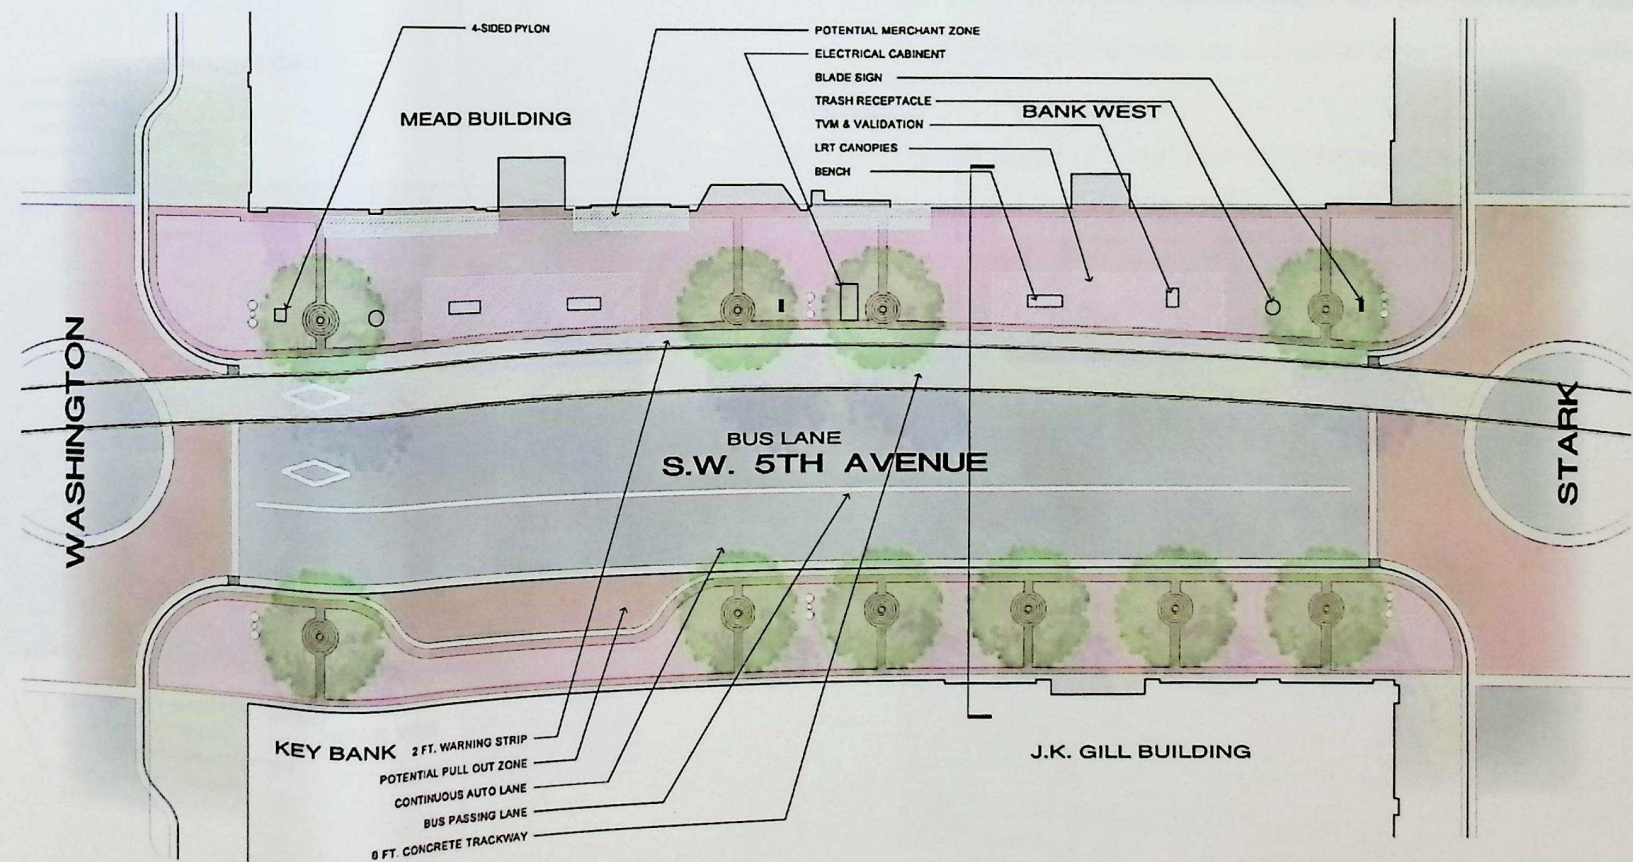 4-SIDED PYLON
POTENTIAL MERCHANT ZONE
ELECTRICAL CABINENT
BLADE SIGN
TRASH RECEPTACLE
TVM & VALIDATION
LRT CANOPIES
BENCH
MEAD BUILDING
BANK WEST
WASHINGTON
BUS LANE
S.W. 5TH AVENUE
STARK
KEY BANK
2 FT. WARNING STRIP
POTENTIAL PULL OUT ZONE
CONTINUOUS AUTO LANE
BUS PASSING LANE
FT. CONCRETE TRACKWAY
J.K. GILL BUILDING